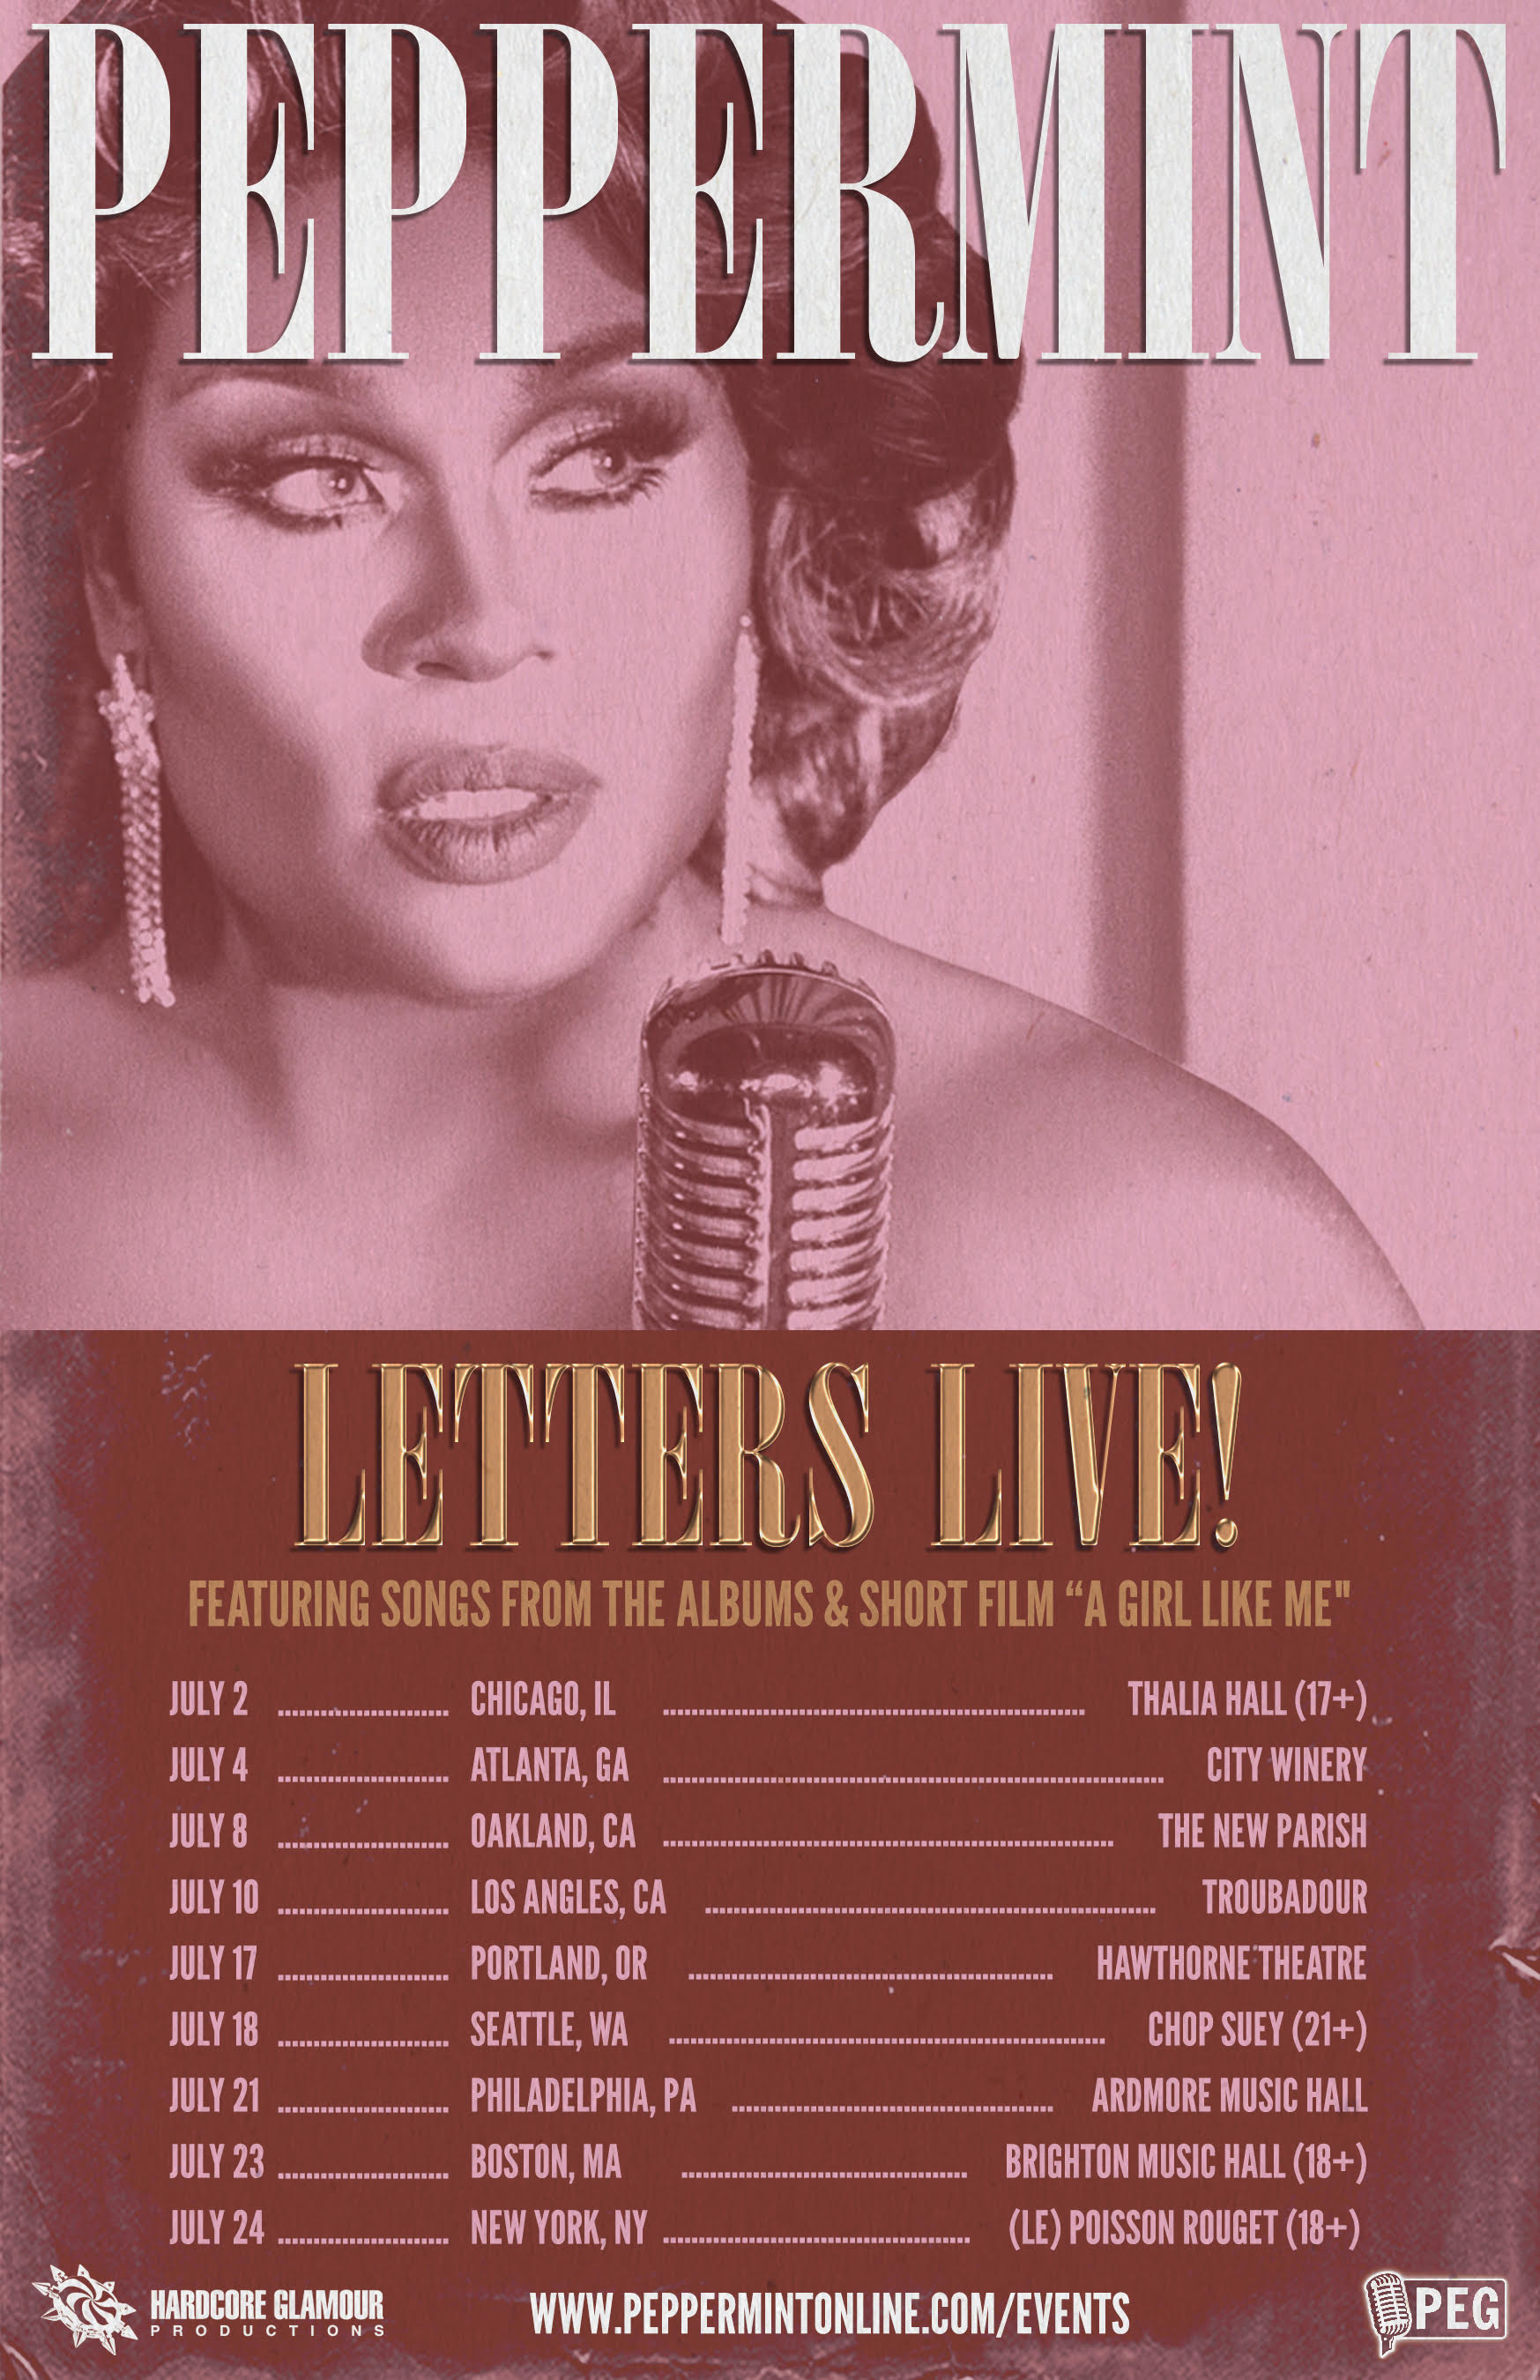 PEPPERMINT
LETTERS LIVE!
FEATURING SONGS FROM THE ALBUMS & SHORT FILM “A GIRL LIKE ME"
JULY 2 ........................ CHICAGO, IL ........................................................... THALIA HALL (17+)
JULY 4 ........................ ATLANTA, GA ...................................................................... CITY WINERY
JULY 8 ........................ OAKLAND, CA ............................................................... THE NEW PARISH
JULY 10 ........................ LOS ANGLES, CA ............................................................... TROUBADOUR
JULY 17 ........................ PORTLAND, OR ................................................... HAWTHORNE THEATRE
JULY 18 ........................ SEATTLE, WA ............................................................. CHOP SUEY (21+)
JULY 21 ........................ PHILADELPHIA, PA ............................................. ARDMORE MUSIC HALL
JULY 23 ........................ BOSTON, MA ........................................ BRIGHTON MUSIC HALL (18+)
JULY 24 ........................ NEW YORK, NY ........................................... (LE) POISSON ROUGET (18+)
HARDCORE GLAMOUR
PRODUCTIONS
WWW.PEPPERMINTONLINE.COM/EVENTS
PEG